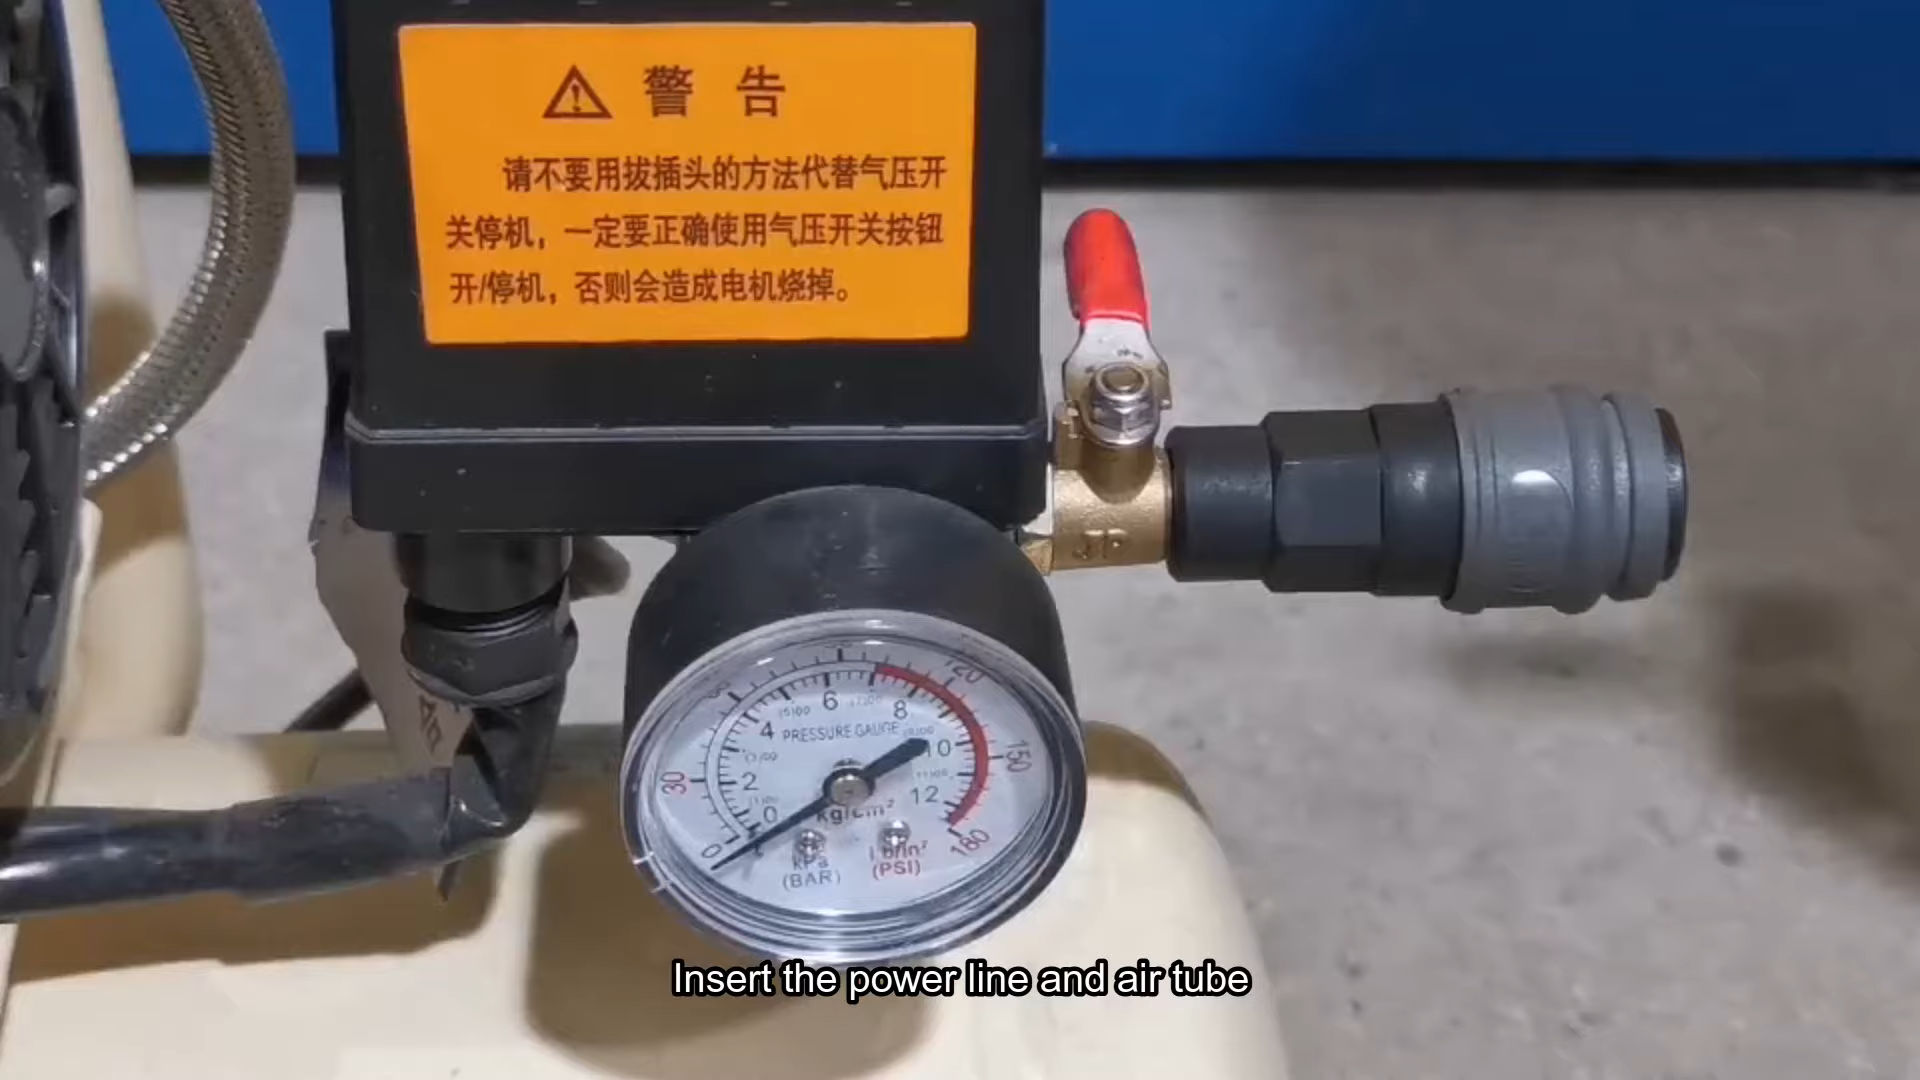 警 告
请不要用拔插头的方法代替气压开
关停机，一定要正确使用气压开关按钮
开/停机，否则会造成电机烧掉。
120
6
8
4
PRESSURE GAUGE
10
150
30
2
12
0
kg/cm²
0
180
kPa
lb/in²
(BAR)
(PSI)
Insert the power line and air tube